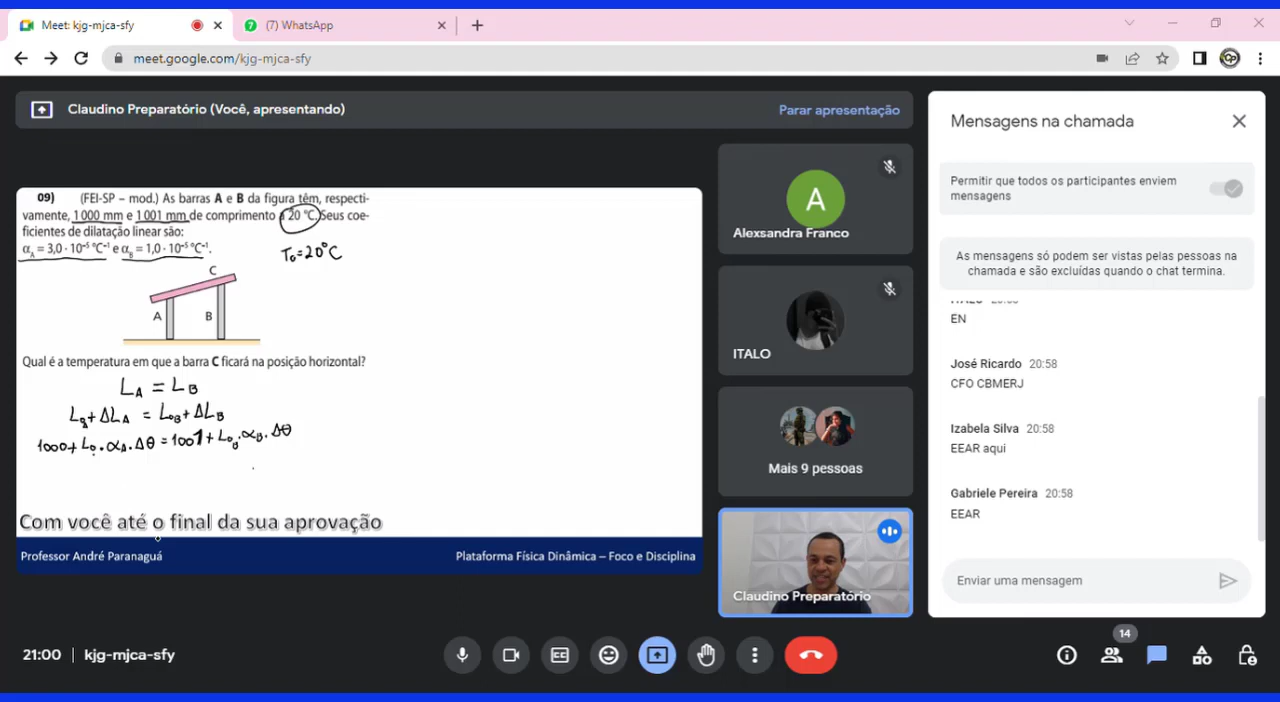 Meet: kjg-mjca-sfy
(7) WhatsApp
meet.google.com/kjg-mjca-sfy
Claudino Preparatório (Você, apresentando)
Parar apresentação
09) (FEI-SP – mod.) As barras A e B da figura têm, respecti-
vamente, 1 000 mm e 1 001 mm de comprimento a 20 °C. Seus coe-
ficientes de dilatação linear são:
αA = 3,0 · 10⁻⁵ °C⁻¹ e αB = 1,0 · 10⁻⁵ °C⁻¹.
T₀ = 20°C
C
A
B
Qual é a temperatura em que a barra C ficará na posição horizontal?
LA = LB
L0A + ΔLA = L0B + ΔLB
1000 + L0 · αA · Δθ = 1001 + L0B · αB · Δθ
Com você até o final da sua aprovação
Professor André Paranaguá
Plataforma Física Dinâmica – Foco e Disciplina
A
Alexsandra Franco
ITALO
Mais 9 pessoas
Claudino Preparatório
Mensagens na chamada
Permitir que todos os participantes enviem
mensagens
As mensagens só podem ser vistas pelas pessoas na
chamada e são excluídas quando o chat termina.
EN
José Ricardo 20:58
CFO CBMERJ
Izabela Silva 20:58
EEAR aqui
Gabriele Pereira 20:58
EEAR
Enviar uma mensagem
21:00 | kjg-mjca-sfy
14